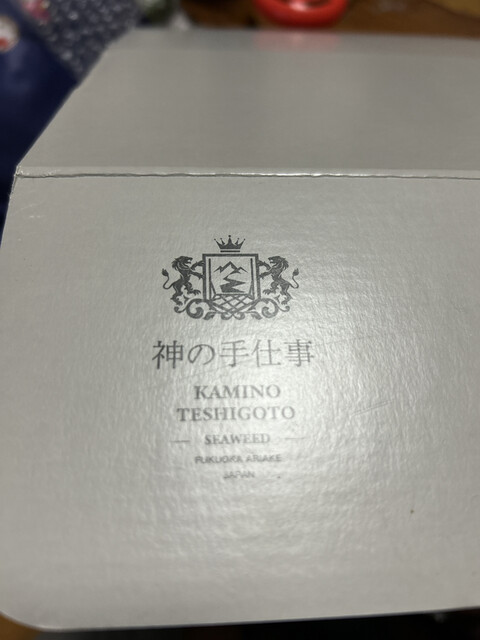 神の手仕事
KAMINO
TESHIGOTO
SEAWEED
FUKUOKA ARIAKE
JAPAN